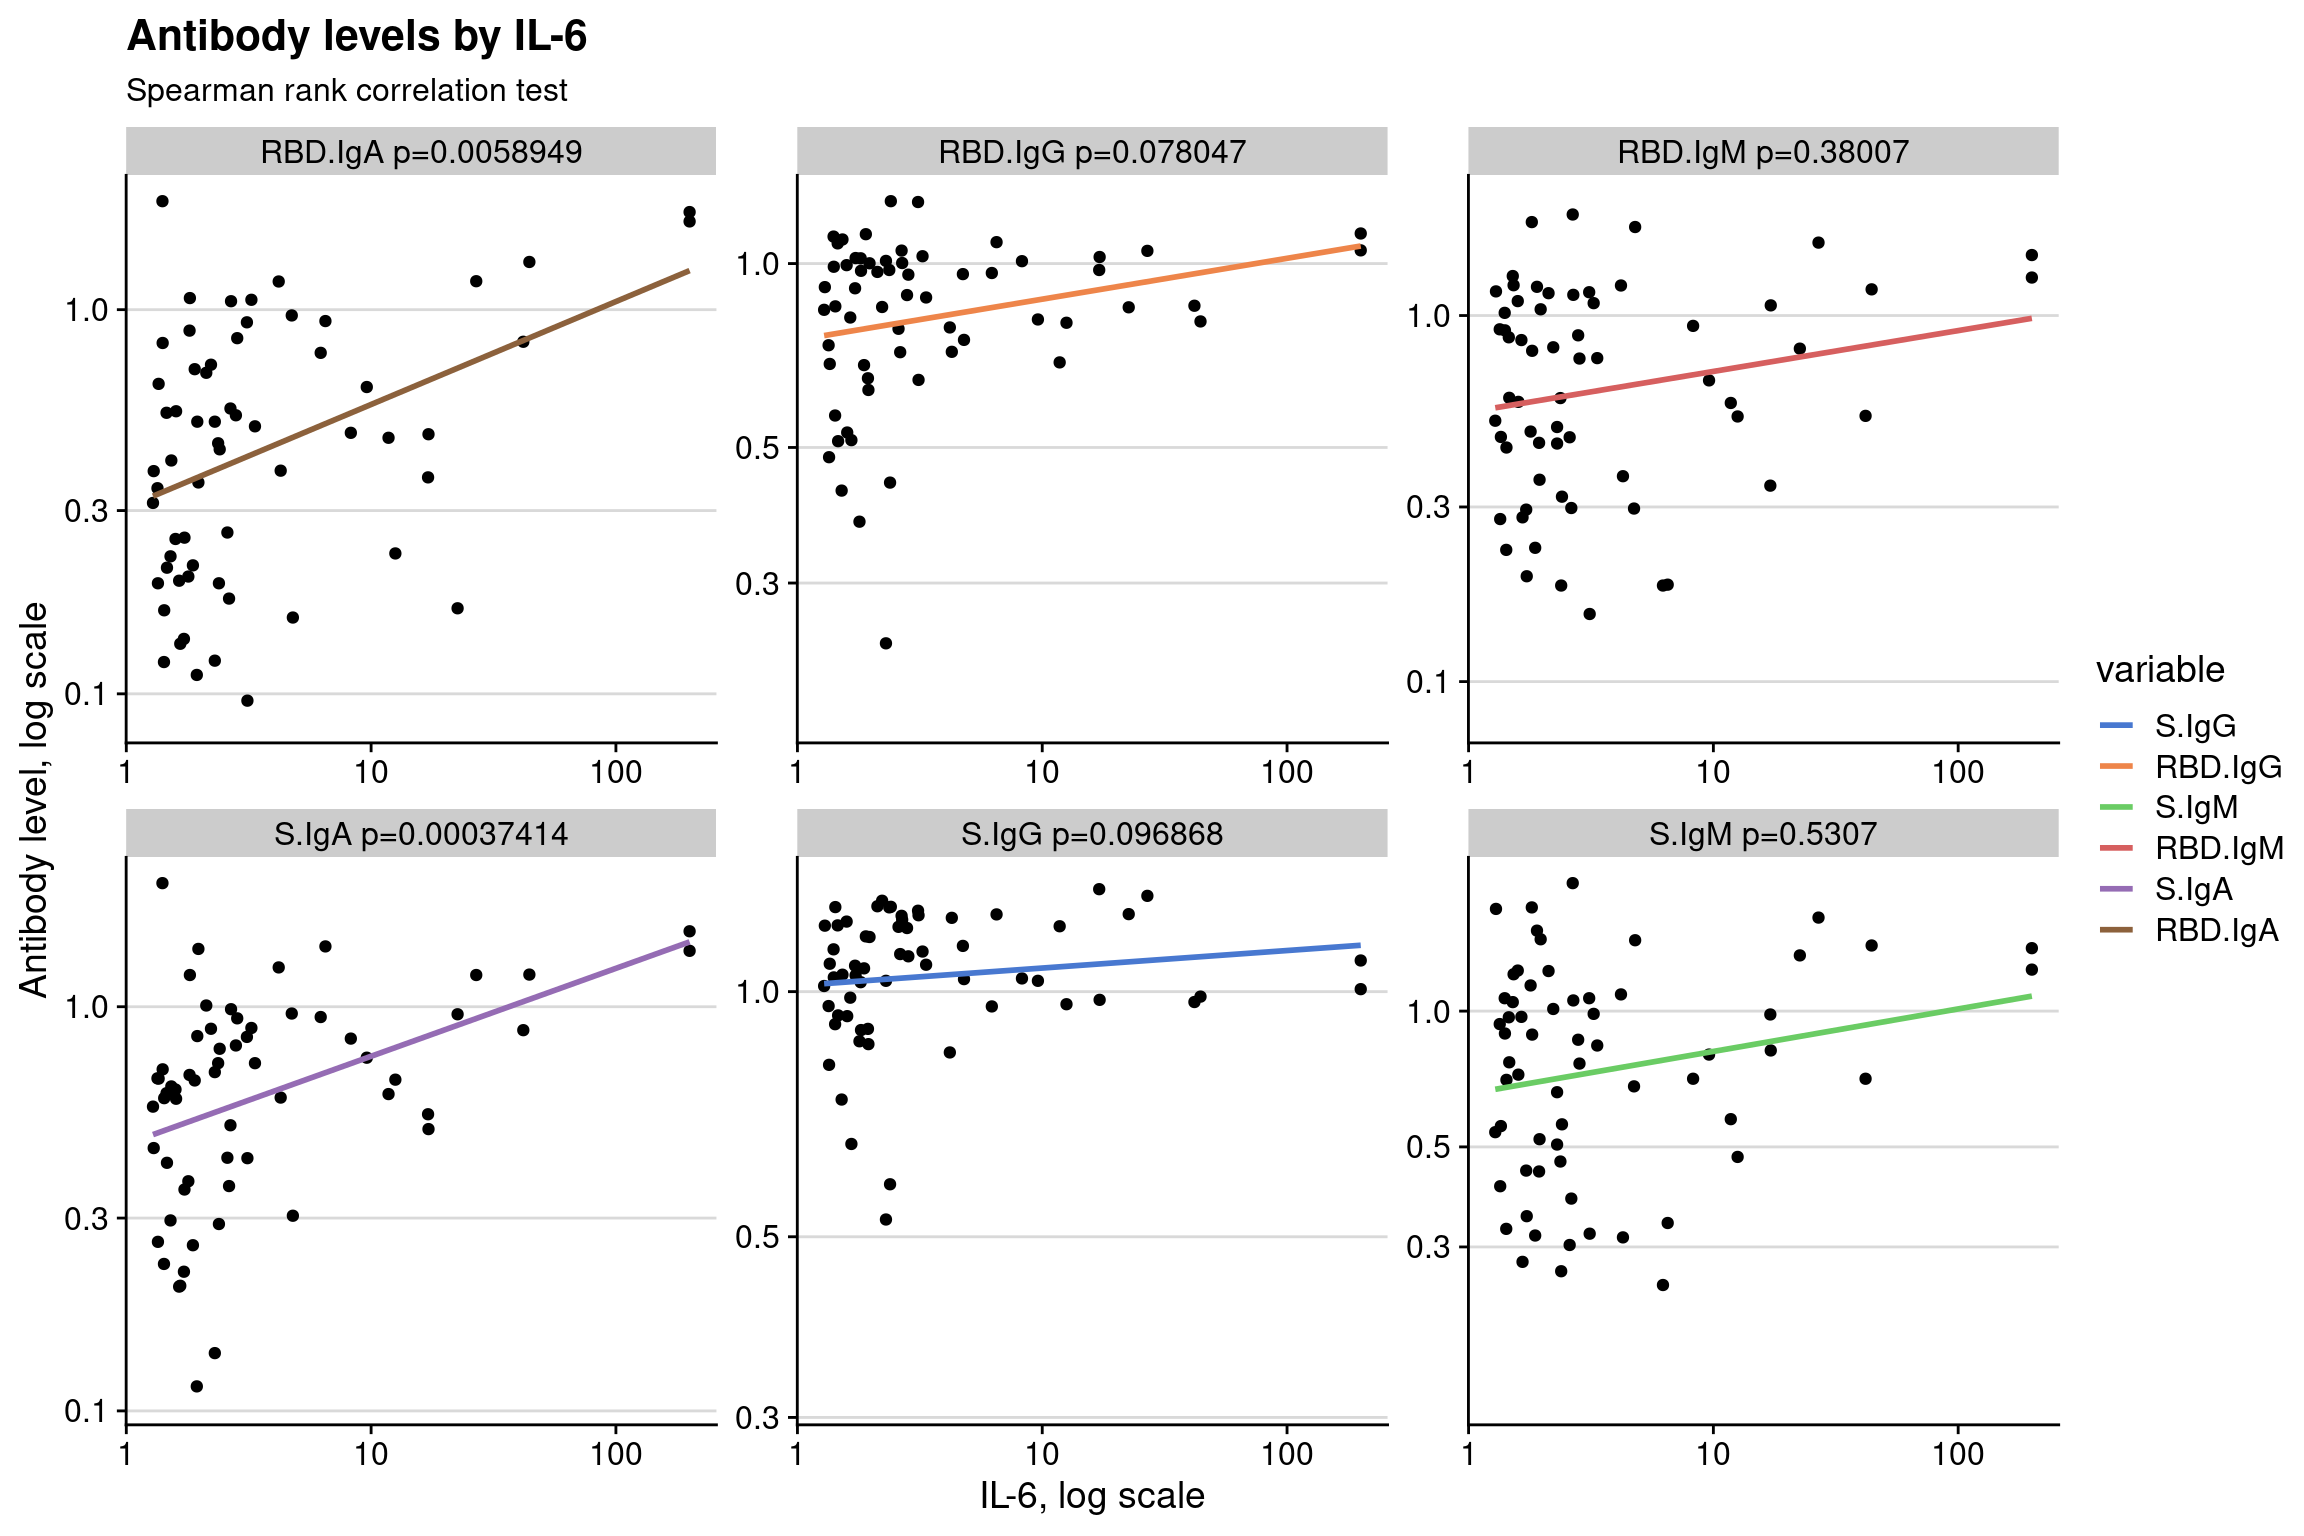 Antibody levels by IL-6
Spearman rank correlation test
RBD.IgA p=0.0058949
RBD.IgG p=0.078047
RBD.IgM p=0.38007
1.0
0.3
0.1
1.0
0.5
0.3
1.0
0.3
0.1
1 10 100
1 10 100
1 10 100
S.IgA p=0.00037414
S.IgG p=0.096868
S.IgM p=0.5307
1.0
0.3
0.1
1.0
0.5
0.3
1.0
0.5
0.3
1 10 100
1 10 100
1 10 100
Antibody level, log scale
IL-6, log scale
variable
S.IgG
RBD.IgG
S.IgM
RBD.IgM
S.IgA
RBD.IgA